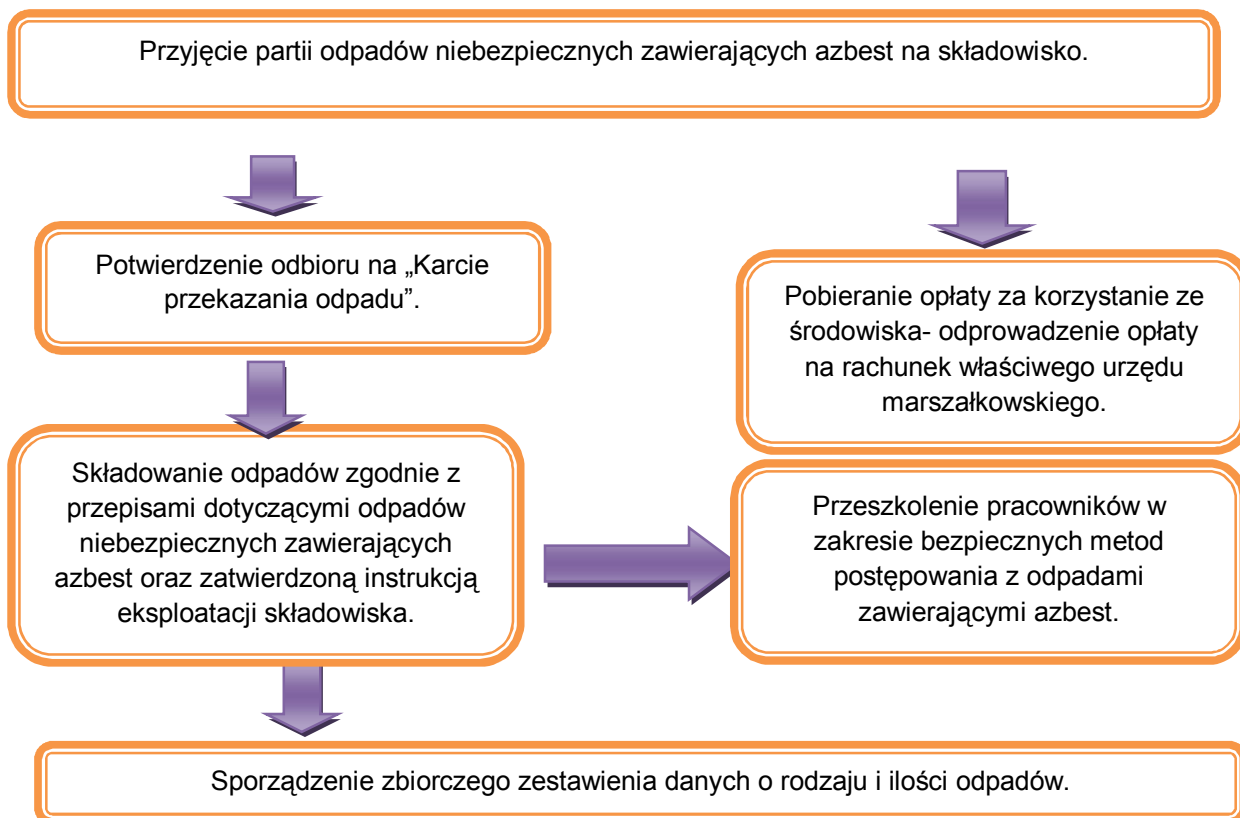 Przyjęcie partii odpadów niebezpiecznych zawierających azbest na składowisko.
Potwierdzenie odbioru na „Karcie
przekazania odpadu”.
Pobieranie opłaty za korzystanie ze
środowiska- odprowadzenie opłaty
na rachunek właściwego urzędu
marszałkowskiego.
Składowanie odpadów zgodnie z
przepisami dotyczącymi odpadów
niebezpiecznych zawierających
azbest oraz zatwierdzoną instrukcją
eksploatacji składowiska.
Przeszkolenie pracowników w
zakresie bezpiecznych metod
postępowania z odpadami
zawierającymi azbest.
Sporządzenie zbiorczego zestawienia danych o rodzaju i ilości odpadów.